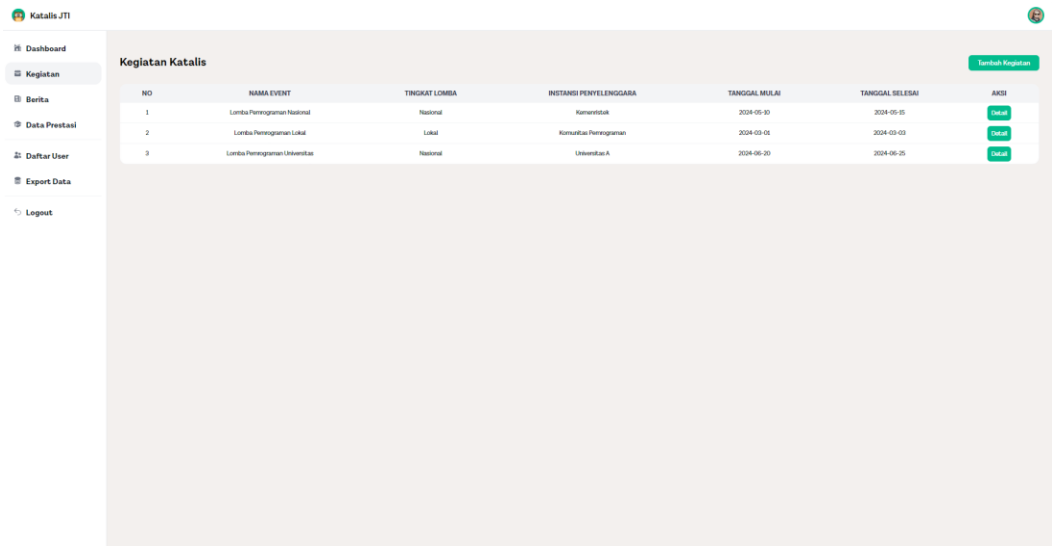 Katalis JTI
Dashboard
Kegiatan
Berita
Data Prestasi
Daftar User
Export Data
Logout
Kegiatan Katalis
Tambah Kegiatan
NO NAMA EVENT TINGKAT LOMBA INSTANSI PENYELENGGARA TANGGAL MULAI TANGGAL SELESAI AKSI
1 Lomba Pemrograman Nasional Nasional Kemenristek 2024-05-10 2024-05-15 Detail
2 Lomba Pemrograman Lokal Lokal Komunitas Pemrograman 2024-03-01 2024-03-03 Detail
3 Lomba Pemrograman Universitas Nasional Universitas A 2024-06-20 2024-06-25 Detail